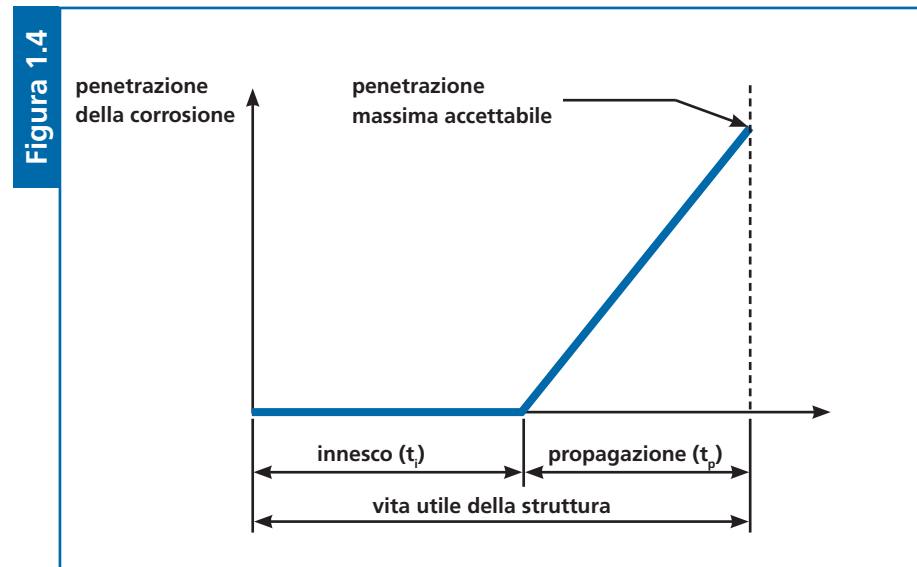 Figura 1.4
penetrazione
della corrosione
penetrazione
massima accettabile
innesco (tᵢ)
propagazione (tₚ)
vita utile della struttura